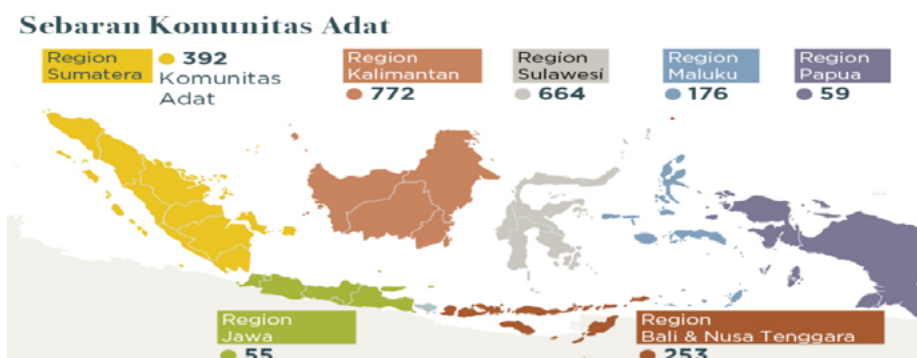 Sebaran Komunitas Adat
Region
Sumatera
392
Komunitas
Adat
Region
Kalimantan
772
Region
Sulawesi
664
Region
Maluku
176
Region
Papua
59
Region
Jawa
55
Region
Bali & Nusa Tenggara
253